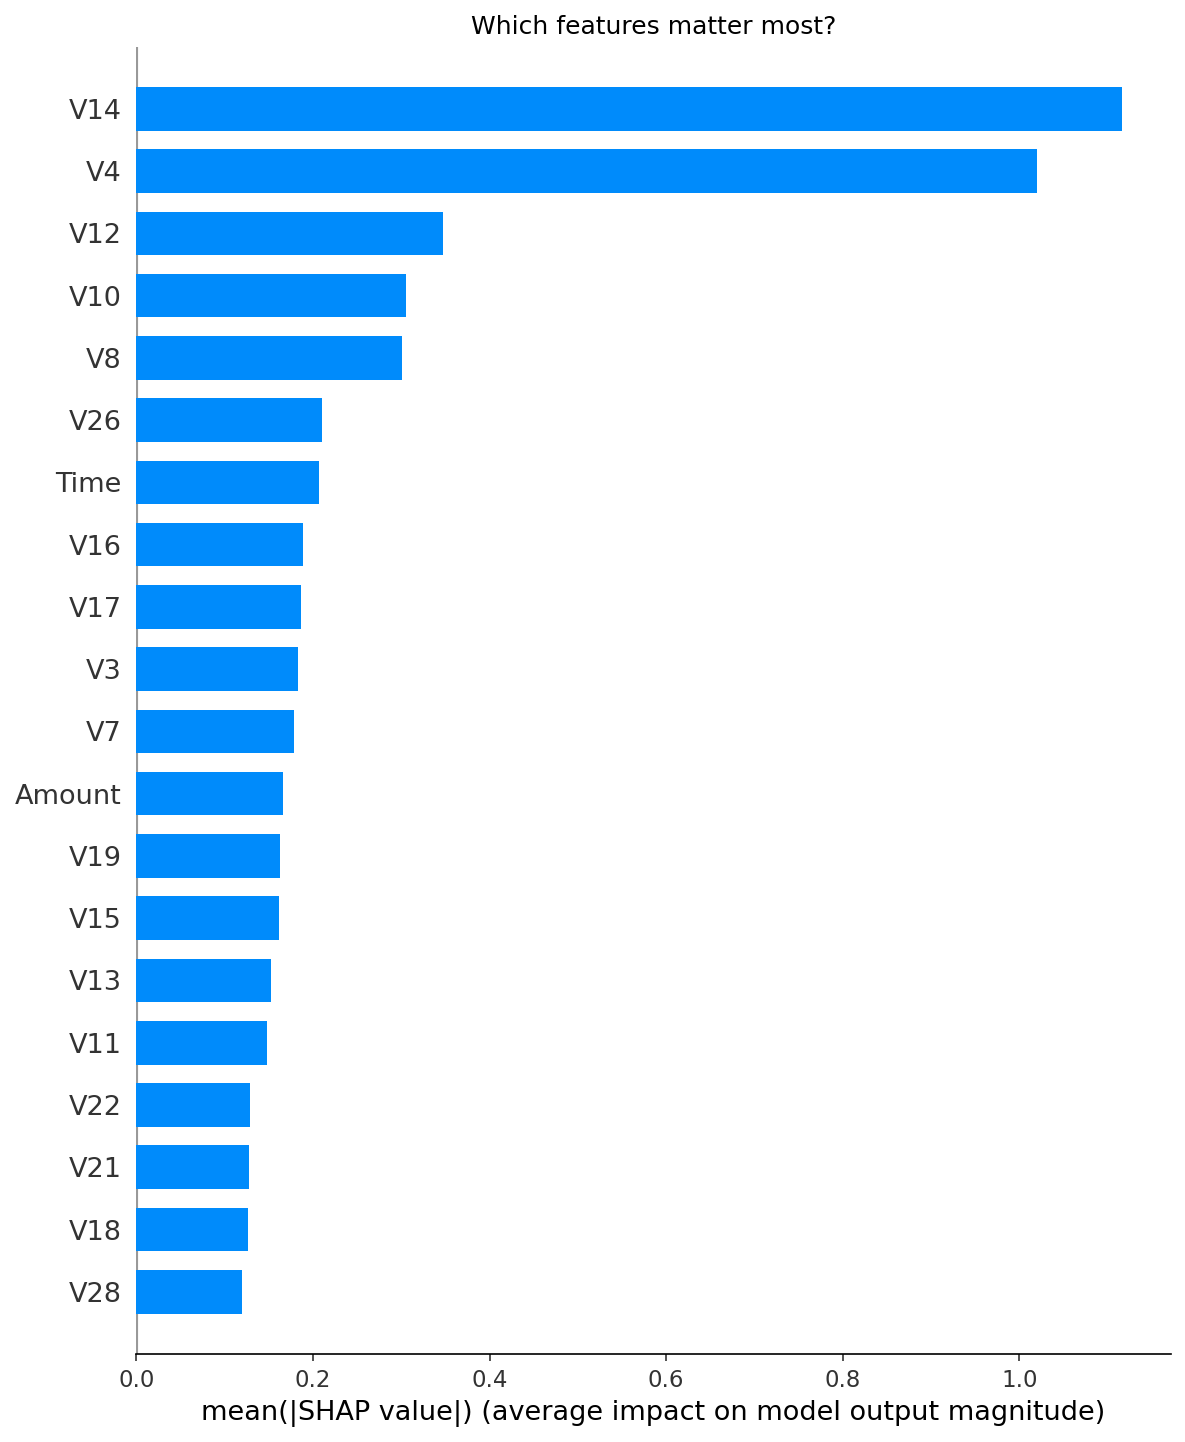 Which features matter most?
V14
V4
V12
V10
V8
V26
Time
V16
V17
V3
V7
Amount
V19
V15
V13
V11
V22
V21
V18
V28
0.0 0.2 0.4 0.6 0.8 1.0
mean(|SHAP value|) (average impact on model output magnitude)